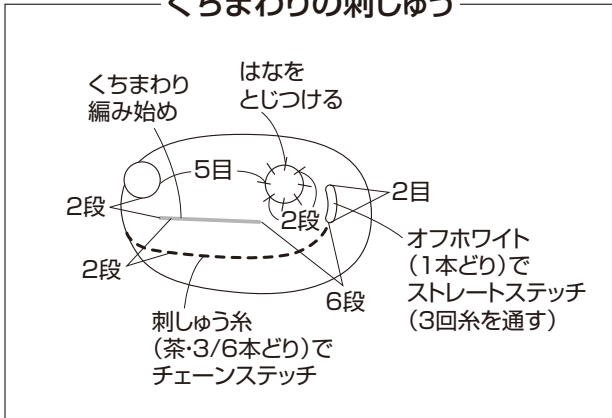 くちまわりの刺しゅう
くちまわり
編み始め
はなを
とじつける
5目
2目
2段
2段
2段
6段
オフホワイト
(1本どり)で
ストレートステッチ
(3回糸を通す)
刺しゅう糸
(茶・3/6本どり)で
チェーンステッチ